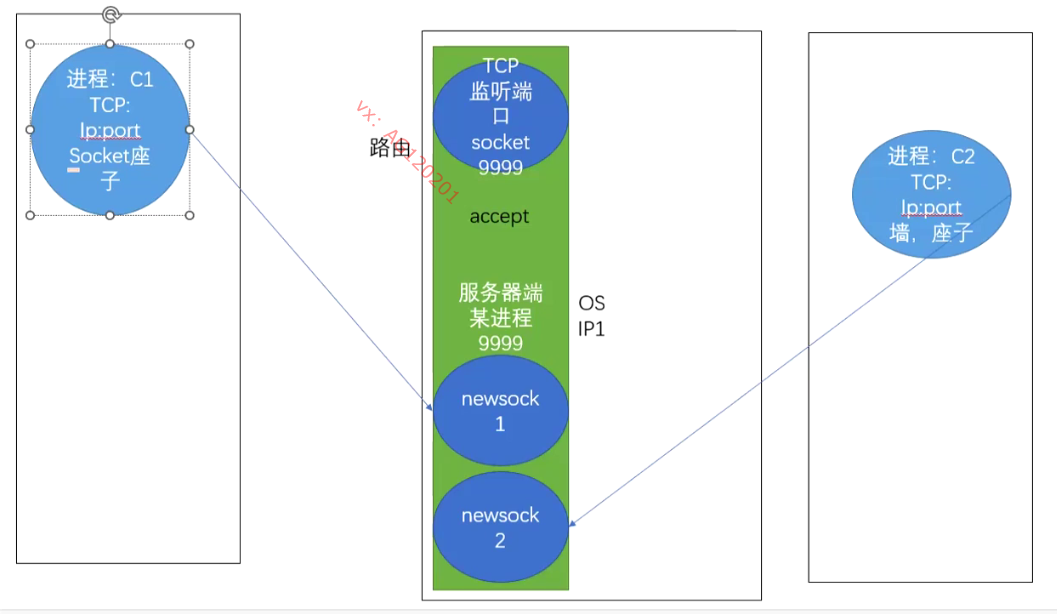 进程：C1
TCP:
Ip:port
Socket座
子
TCP
监听端
口
socket
9999
路由
vx：
accept
服务器端
某进程
9999
OS
IP1
newsock
1
newsock
2
进程：C2
TCP:
Ip:port
墙，座子